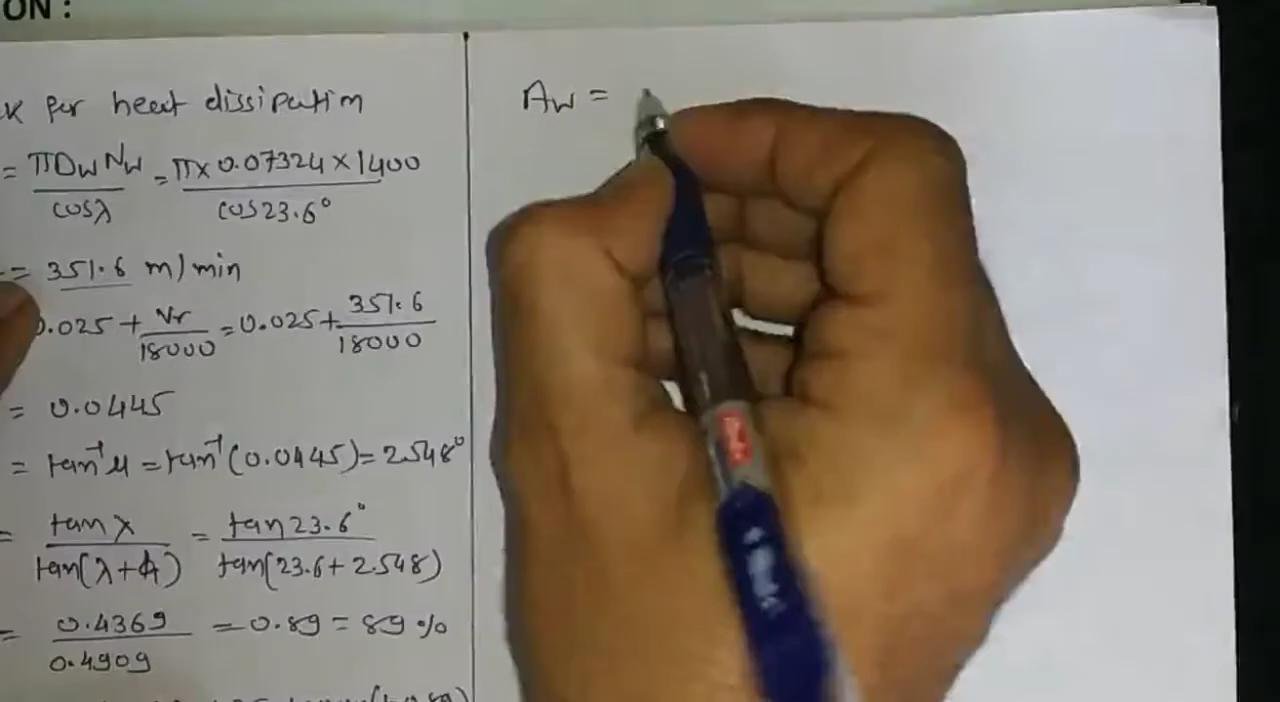 ON :
K for heat dissipation
= πDwNw / cosλ = π× 0.07324 × 1400 / cos23.6°
= 351.6 m/min
0.025 + Vr / 18000 = 0.025 + 351.6 / 18000
= 0.0445
= tan⁻¹μ = tan⁻¹(0.0445) = 2.548°
= tanλ / tan(λ+ϕ) = tan23.6° / tan(23.6+2.548)
= 0.4369 / 0.4909 = 0.89 = 89 %
Aw =